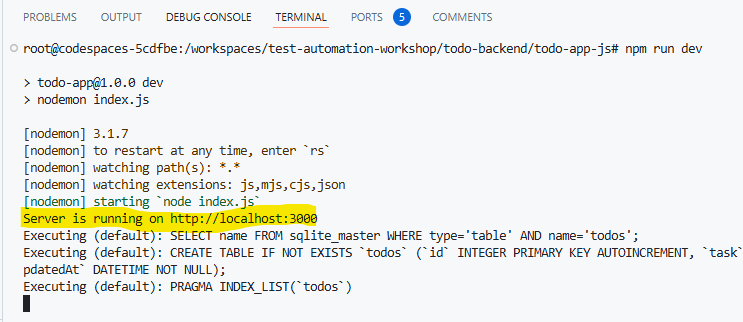 PROBLEMS OUTPUT DEBUG CONSOLE TERMINAL PORTS 5
root@codespaces-5cdfbe:/workspaces/test-automation-workshop/todo-backend/todo-app-js# npm run dev
> todo-app@1.0.0 dev
> nodemon index.js
[nodemon] 3.1.7
[nodemon] to restart at any time, enter `rs`
[nodemon] watching path(s): *.*
[nodemon] watching extensions: js,mjs,cjs,json
[nodemon] starting `node index.js`
Server is running on http://localhost:3000
Executing (default): SELECT name FROM sqlite_master WHERE type='table' AND name='todos';
Executing (default): CREATE TABLE IF NOT EXISTS `todos` (`id` INTEGER PRIMARY KEY AUTOINCREMENT, `task`
pdatedAt` DATETIME NOT NULL);
Executing (default): PRAGMA INDEX_LIST(`todos`)